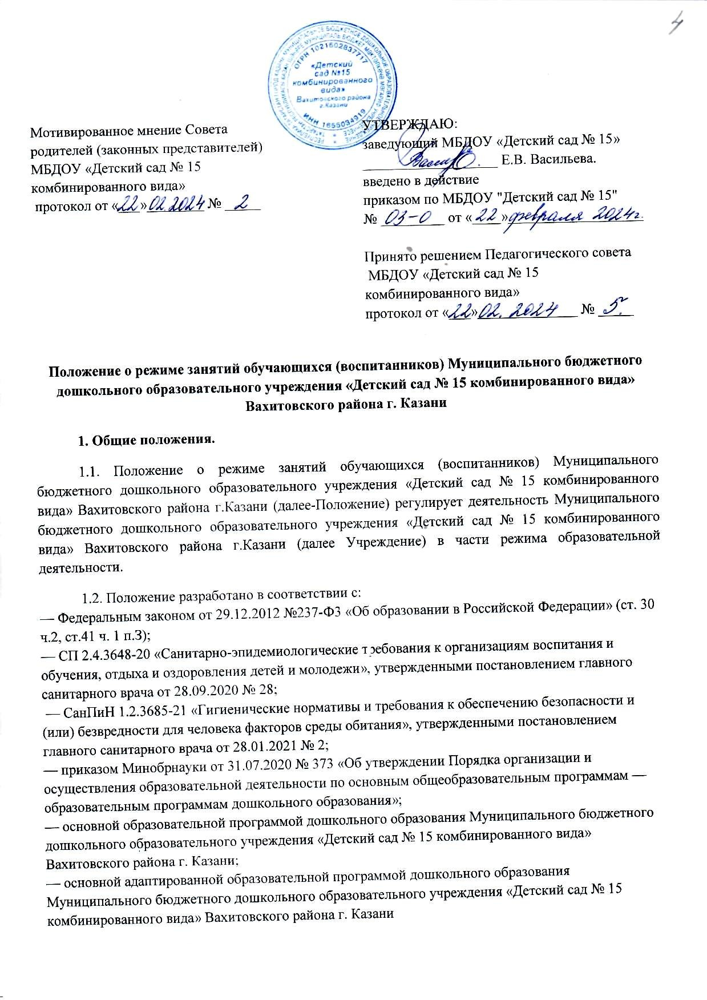 4
ОГРН 1021602837717
«Детский
сад №15
комбинированного
вида»
Вахитовского района
г.Казани
ИНН 1655034919
Мотивированное мнение Совета
родителей (законных представителей)
МБДОУ «Детский сад № 15
комбинированного вида»
протокол от «22» 02.2024 № 2
УТВЕРЖДАЮ:
заведующий МБДОУ «Детский сад № 15»
Е.В. Васильева.
введено в действие
приказом по МБДОУ "Детский сад № 15"
№ 03-О от «22» февраля 2024г.
Принято решением Педагогического совета
МБДОУ «Детский сад № 15
комбинированного вида»
протокол от «22» 02. 2024 № 5
Положение о режиме занятий обучающихся (воспитанников) Муниципального бюджетного
дошкольного образовательного учреждения «Детский сад № 15 комбинированного вида»
Вахитовского района г. Казани
1. Общие положения.
1.1. Положение о режиме занятий обучающихся (воспитанников) Муниципального
бюджетного дошкольного образовательного учреждения «Детский сад № 15 комбинированного
вида» Вахитовского района г.Казани (далее-Положение) регулирует деятельность Муниципального
бюджетного дошкольного образовательного учреждения «Детский сад № 15 комбинированного
вида» Вахитовского района г.Казани (далее Учреждение) в части режима образовательной
деятельности.
1.2. Положение разработано в соответствии с:
— Федеральным законом от 29.12.2012 №237-ФЗ «Об образовании в Российской Федерации» (ст. 30
ч.2, ст.41 ч. 1 п.3);
— СП 2.4.3648-20 «Санитарно-эпидемиологические требования к организациям воспитания и
обучения, отдыха и оздоровления детей и молодежи», утвержденными постановлением главного
санитарного врача от 28.09.2020 № 28;
— СанПиН 1.2.3685-21 «Гигиенические нормативы и требования к обеспечению безопасности и
(или) безвредности для человека факторов среды обитания», утвержденными постановлением
главного санитарного врача от 28.01.2021 № 2;
— приказом Минобрнауки от 31.07.2020 № 373 «Об утверждении Порядка организации и
осуществления образовательной деятельности по основным общеобразовательным программам —
образовательным программам дошкольного образования»;
— основной образовательной программой дошкольного образования Муниципального бюджетного
дошкольного образовательного учреждения «Детский сад № 15 комбинированного вида»
Вахитовского района г. Казани;
— основной адаптированной образовательной программой дошкольного образования
Муниципального бюджетного дошкольного образовательного учреждения «Детский сад № 15
комбинированного вида» Вахитовского района г. Казани